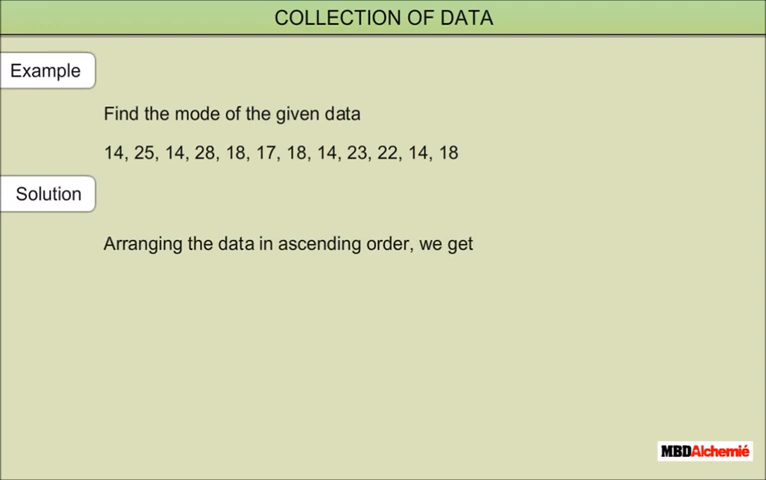 COLLECTION OF DATA
Example
Find the mode of the given data
14, 25, 14, 28, 18, 17, 18, 14, 23, 22, 14, 18
Solution
Arranging the data in ascending order, we get
MBDAlchemié